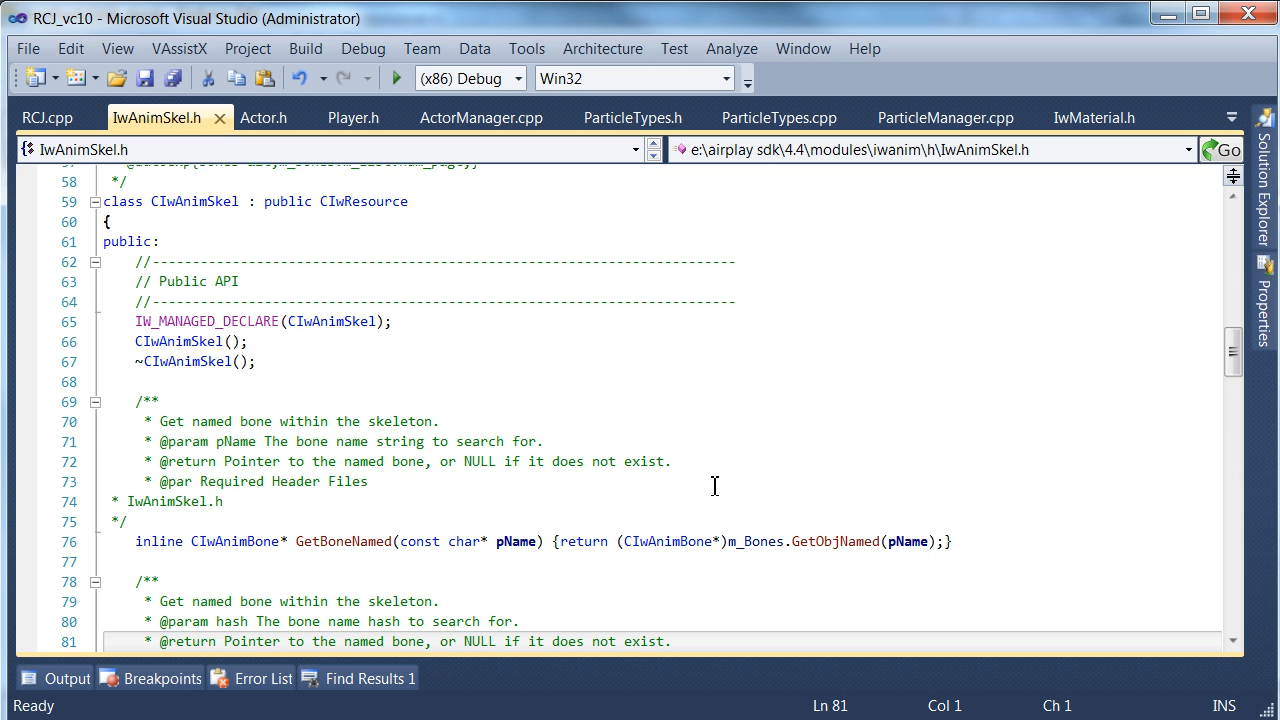 RCJ_vc10 - Microsoft Visual Studio (Administrator)
File Edit View VAssistX Project Build Debug Team Data Tools Architecture Test Analyze Window Help
(x86) Debug Win32
RCJ.cpp IwAnimSkel.h Actor.h Player.h ActorManager.cpp ParticleTypes.h ParticleTypes.cpp ParticleManager.cpp IwMaterial.h
IwAnimSkel.h e:\airplay sdk\4.4\modules\iwanim\h\IwAnimSkel.h Go
58 */
59 class CIwAnimSkel : public CIwResource
60 {
61 public:
62 //-------------------------------------------------------------------------
63 // Public API
64 //-------------------------------------------------------------------------
65 IW_MANAGED_DECLARE(CIwAnimSkel);
66 CIwAnimSkel();
67 ~CIwAnimSkel();
68
69 /**
70 * Get named bone within the skeleton.
71 * @param pName The bone name string to search for.
72 * @return Pointer to the named bone, or NULL if it does not exist.
73 * @par Required Header Files
74 * IwAnimSkel.h
75 */
76 inline CIwAnimBone* GetBoneNamed(const char* pName) {return (CIwAnimBone*)m_Bones.GetObjNamed(pName);}
77
78 /**
79 * Get named bone within the skeleton.
80 * @param hash The bone name hash to search for.
81 * @return Pointer to the named bone, or NULL if it does not exist.
Solution Explorer
Properties
Output Breakpoints Error List Find Results 1
Ready Ln 81 Col 1 Ch 1 INS